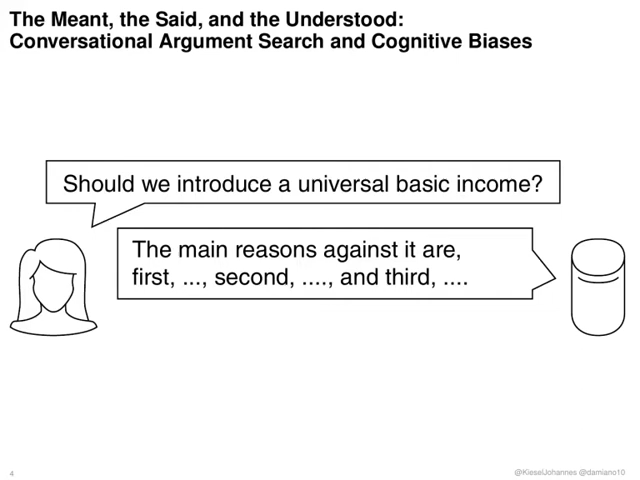 The Meant, the Said, and the Understood:
Conversational Argument Search and Cognitive Biases
Should we introduce a universal basic income?
The main reasons against it are,
first, ..., second, ...., and third, ....
4
@KieselJohannes @damiano10